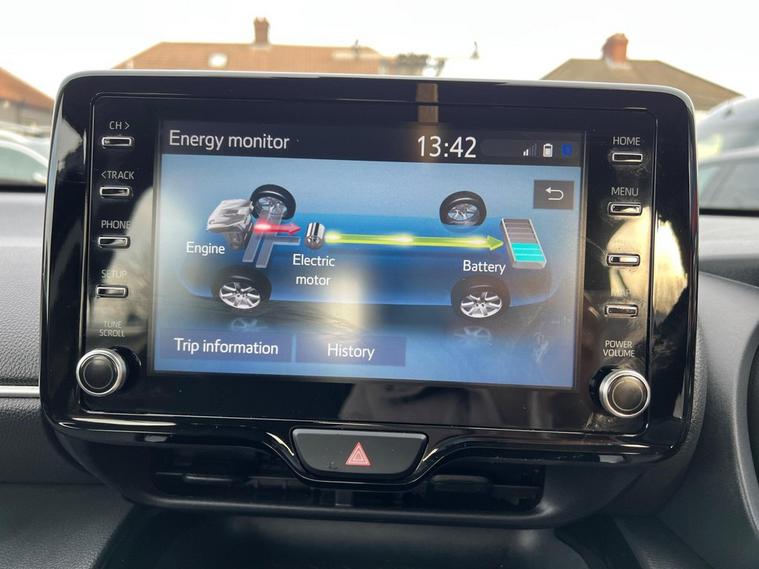 CH >
<TRACK
PHONE
SETUP
TUNE
SCROLL
Energy monitor
13:42
Engine
Electric
motor
Battery
Trip information
History
HOME
MENU
POWER
VOLUME